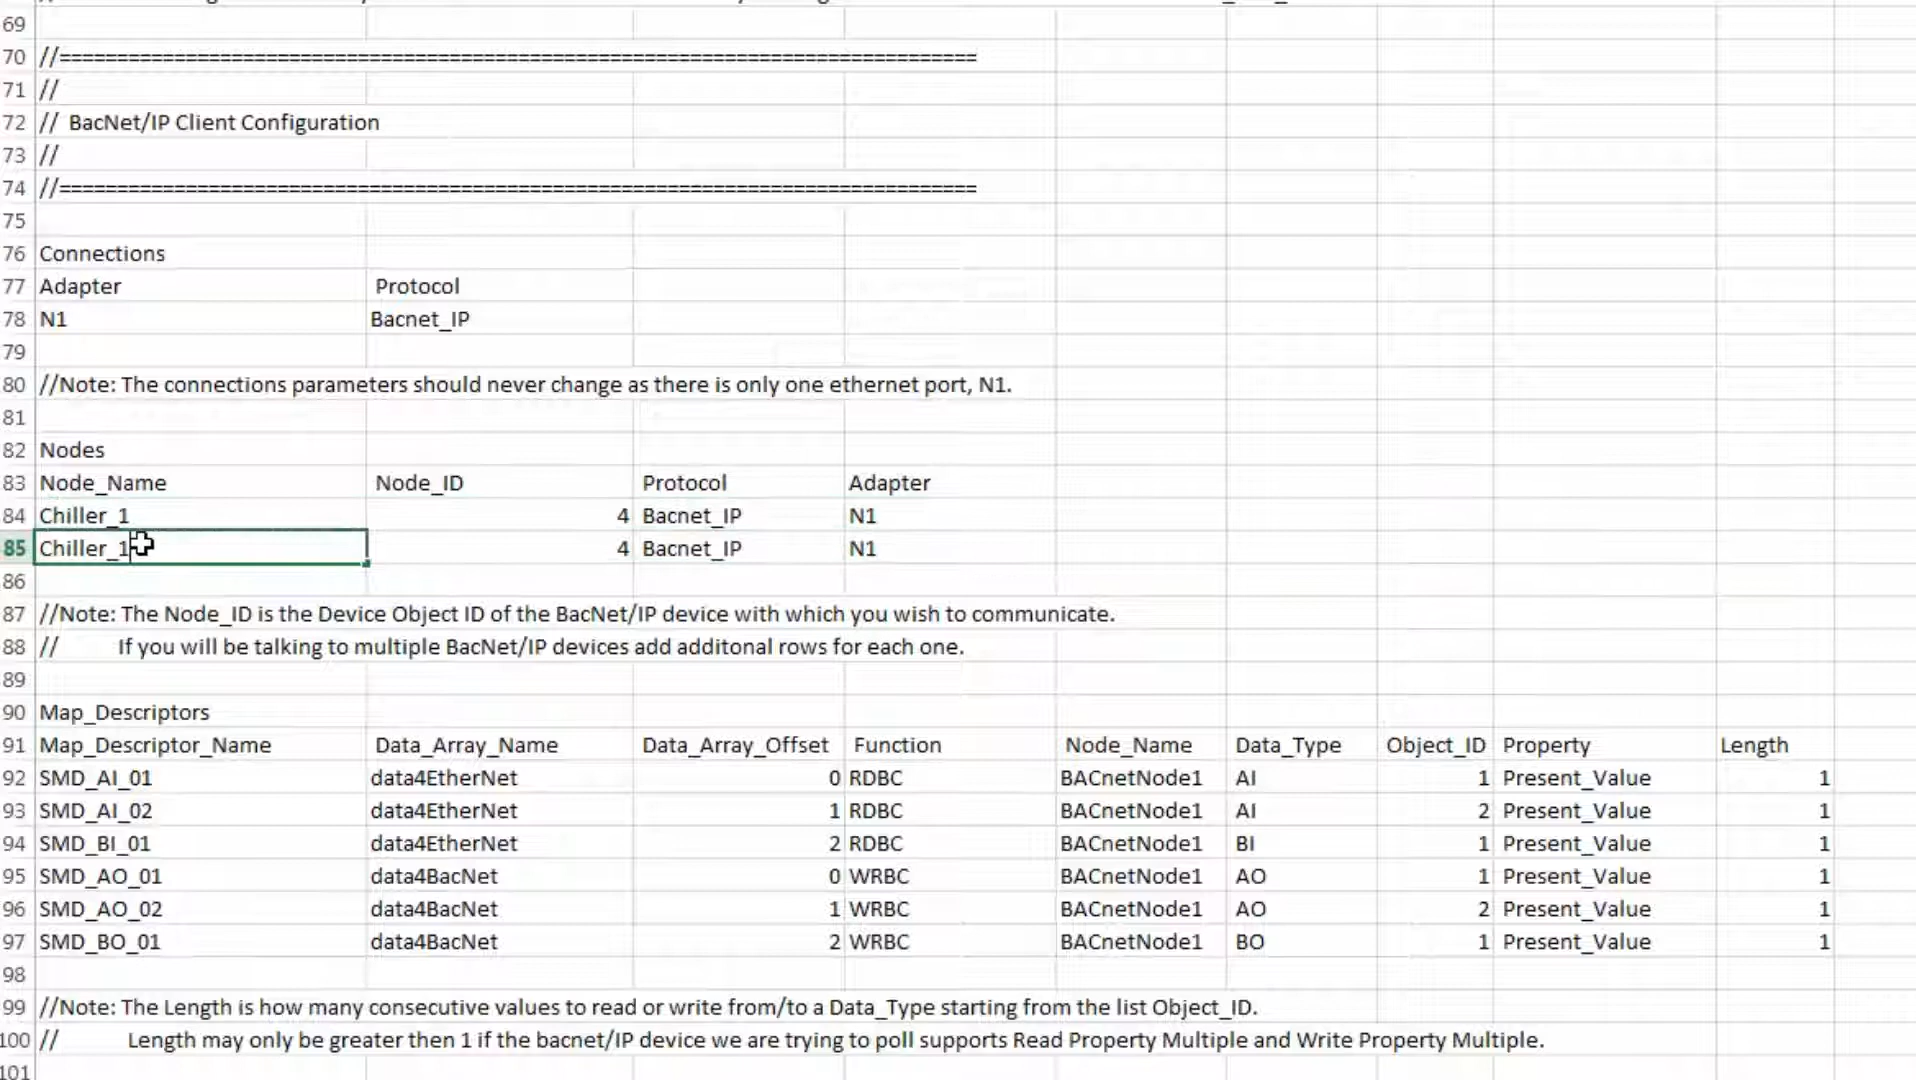 69
70 //================================================================================
71 //
72 // BacNet/IP Client Configuration
73 //
74 //================================================================================
75
76 Connections
77 Adapter Protocol
78 N1 Bacnet_IP
79
80 //Note: The connections parameters should never change as there is only one ethernet port, N1.
81
82 Nodes
83 Node_Name Node_ID Protocol Adapter
84 Chiller_1 4 Bacnet_IP N1
85 Chiller_1 4 Bacnet_IP N1
86
87 //Note: The Node_ID is the Device Object ID of the BacNet/IP device with which you wish to communicate.
88 // If you will be talking to multiple BacNet/IP devices add additonal rows for each one.
89
90 Map_Descriptors
91 Map_Descriptor_Name Data_Array_Name Data_Array_Offset Function Node_Name Data_Type Object_ID Property Length
92 SMD_AI_01 data4EtherNet 0 RDBC BACnetNode1 AI 1 Present_Value 1
93 SMD_AI_02 data4EtherNet 1 RDBC BACnetNode1 AI 2 Present_Value 1
94 SMD_BI_01 data4EtherNet 2 RDBC BACnetNode1 BI 1 Present_Value 1
95 SMD_AO_01 data4BacNet 0 WRBC BACnetNode1 AO 1 Present_Value 1
96 SMD_AO_02 data4BacNet 1 WRBC BACnetNode1 AO 2 Present_Value 1
97 SMD_BO_01 data4BacNet 2 WRBC BACnetNode1 BO 1 Present_Value 1
98
99 //Note: The Length is how many consecutive values to read or write from/to a Data_Type starting from the list Object_ID.
100 // Length may only be greater then 1 if the bacnet/IP device we are trying to poll supports Read Property Multiple and Write Property Multiple.
101